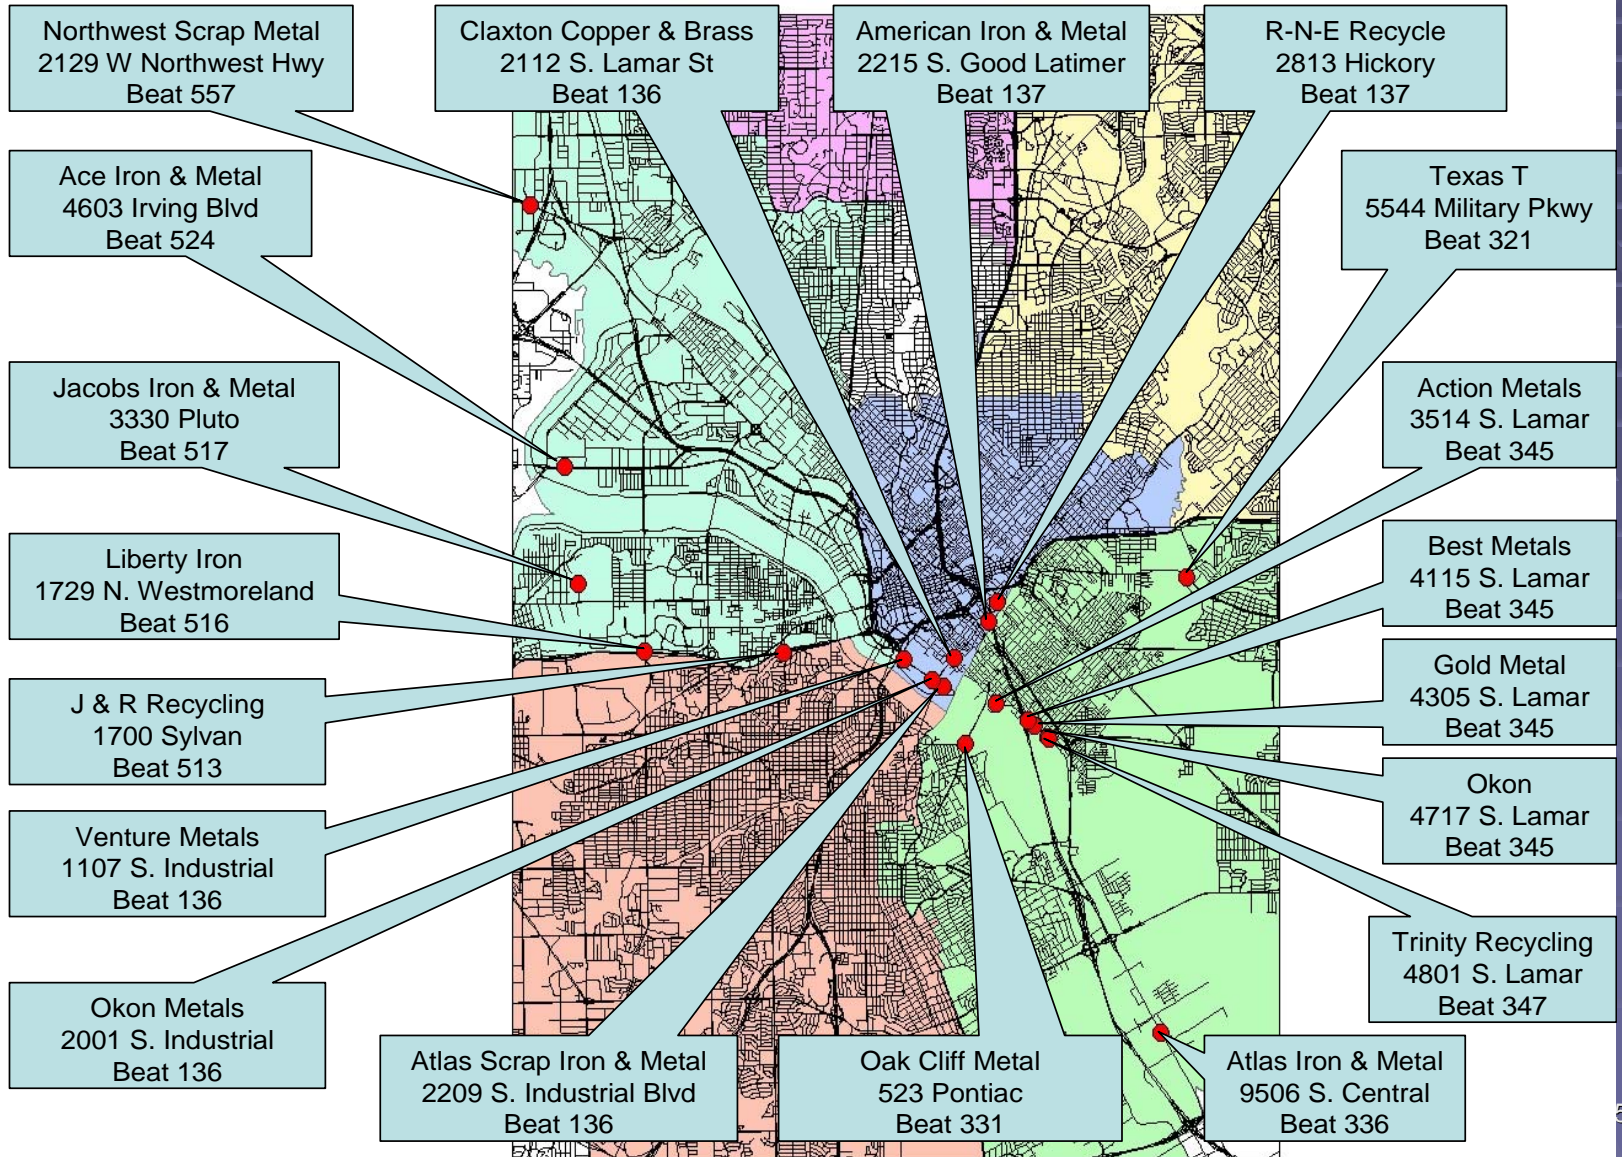 Northwest Scrap Metal
2129 W Northwest Hwy
Beat 557
Claxton Copper & Brass
2112 S. Lamar St
Beat 136
American Iron & Metal
2215 S. Good Latimer
Beat 137
R-N-E Recycle
2813 Hickory
Beat 137
Ace Iron & Metal
4603 Irving Blvd
Beat 524
Texas T
5544 Military Pkwy
Beat 321
Jacobs Iron & Metal
3330 Pluto
Beat 517
Action Metals
3514 S. Lamar
Beat 345
Liberty Iron
1729 N. Westmoreland
Beat 516
Best Metals
4115 S. Lamar
Beat 345
J & R Recycling
1700 Sylvan
Beat 513
Gold Metal
4305 S. Lamar
Beat 345
Venture Metals
1107 S. Industrial
Beat 136
Okon
4717 S. Lamar
Beat 345
Okon Metals
2001 S. Industrial
Beat 136
Trinity Recycling
4801 S. Lamar
Beat 347
Atlas Scrap Iron & Metal
2209 S. Industrial Blvd
Beat 136
Oak Cliff Metal
523 Pontiac
Beat 331
Atlas Iron & Metal
9506 S. Central
Beat 336